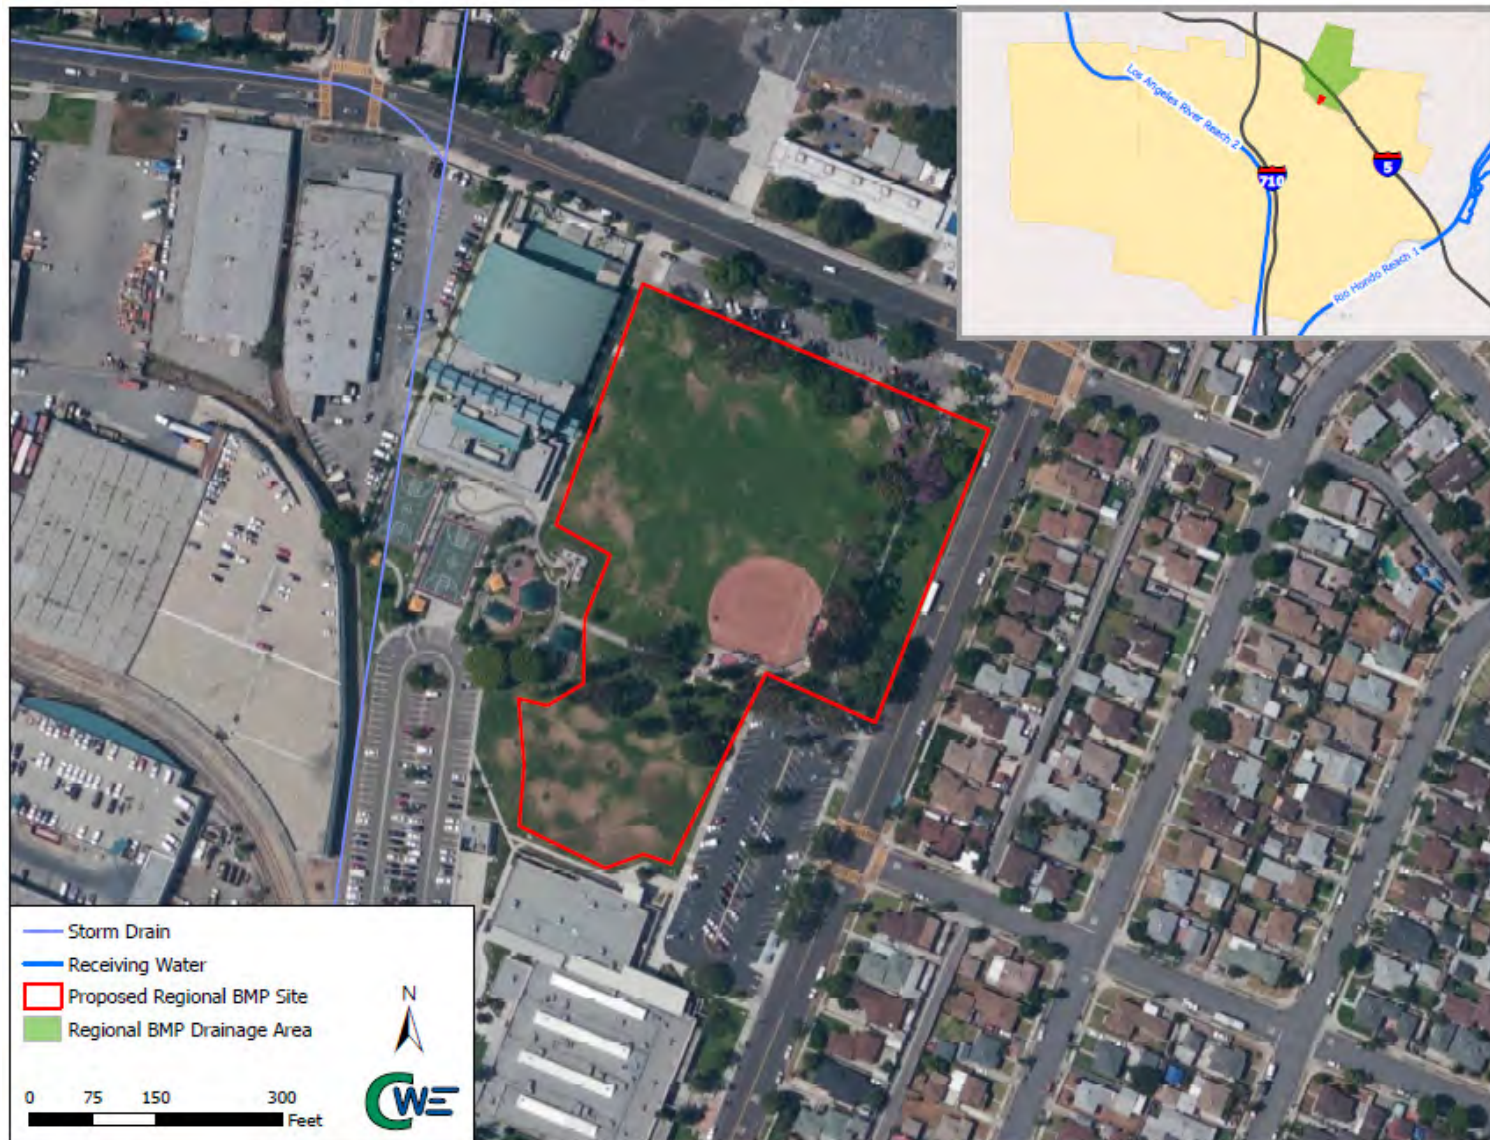 Los Angeles River Reach 2
710
5
Rio Hondo Reach 1
Storm Drain
Receiving Water
Proposed Regional BMP Site
Regional BMP Drainage Area
N
0 75 150 300
Feet
CWE